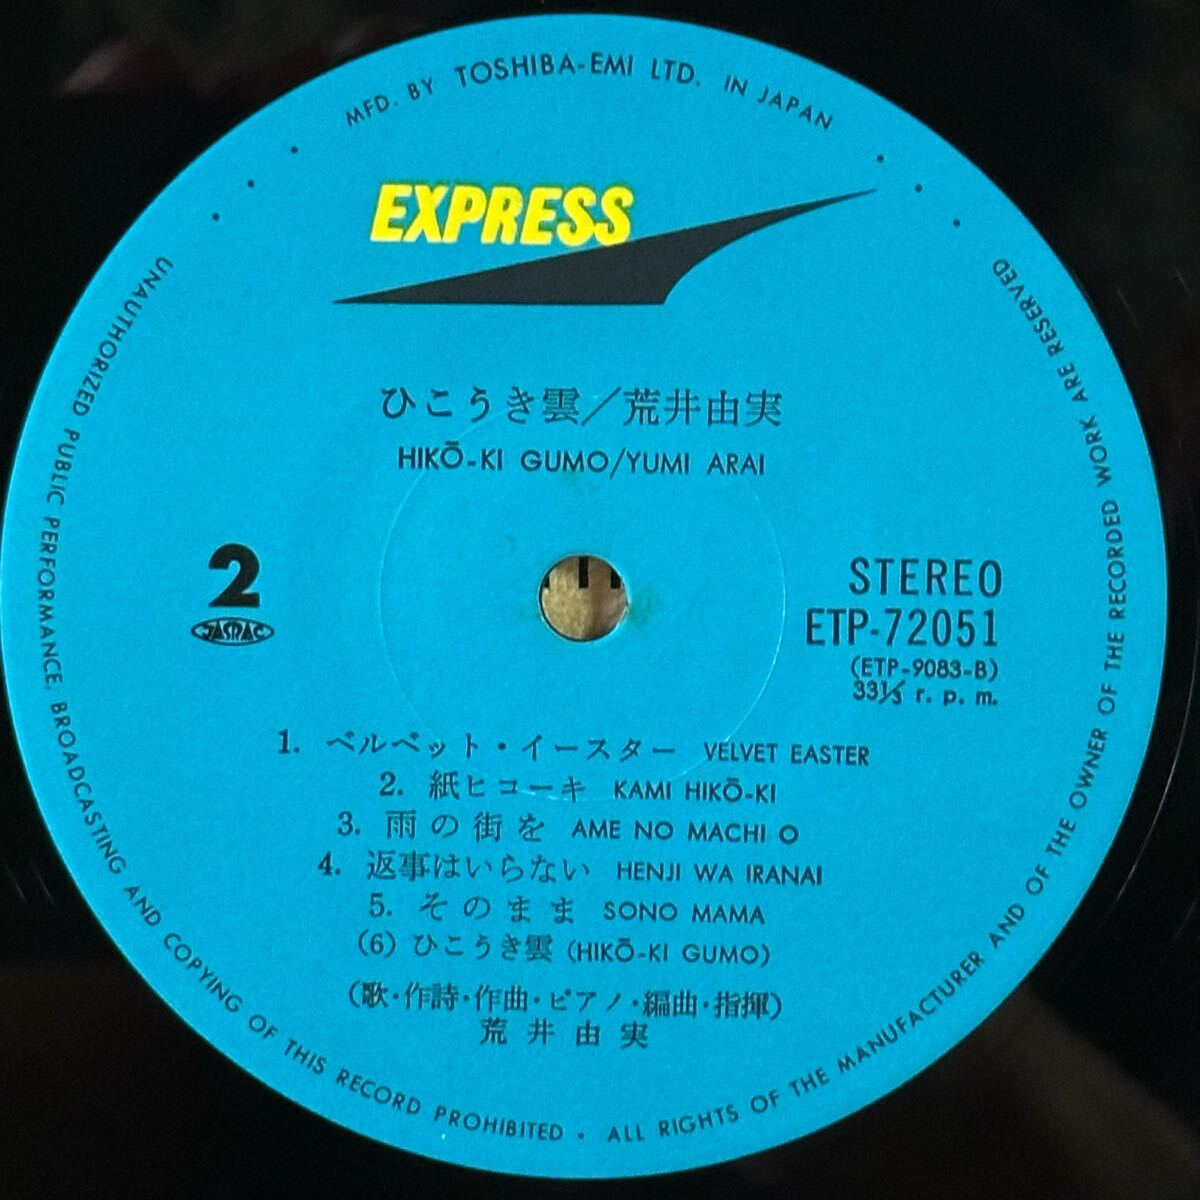 MFD. BY TOSHIBA-EMI LTD. IN JAPAN
EXPRESS
ひこうき雲/荒井由実
HIKŌ-KI GUMO/YUMI ARAI
2
JASRAC
STEREO
ETP-72051
(ETP-9083-B)
33⅓ r. p. m.
1. ベルベット・イースター VELVET EASTER
2. 紙ヒコーキ KAMI HIKŌ-KI
3. 雨の街を AME NO MACHI O
4. 返事はいらない HENJI WA IRANAI
5. そのまま SONO MAMA
(6) ひこうき雲 (HIKŌ-KI GUMO)
(歌・作詩・作曲・ピアノ・編曲・指揮)
荒井由実
UNAUTHORIZED PUBLIC PERFORMANCE, BROADCASTING AND COPYING OF THIS RECORD PROHIBITED • ALL RIGHTS OF THE MANUFACTURER AND OF THE OWNER OF THE RECORDED WORK ARE RESERVED